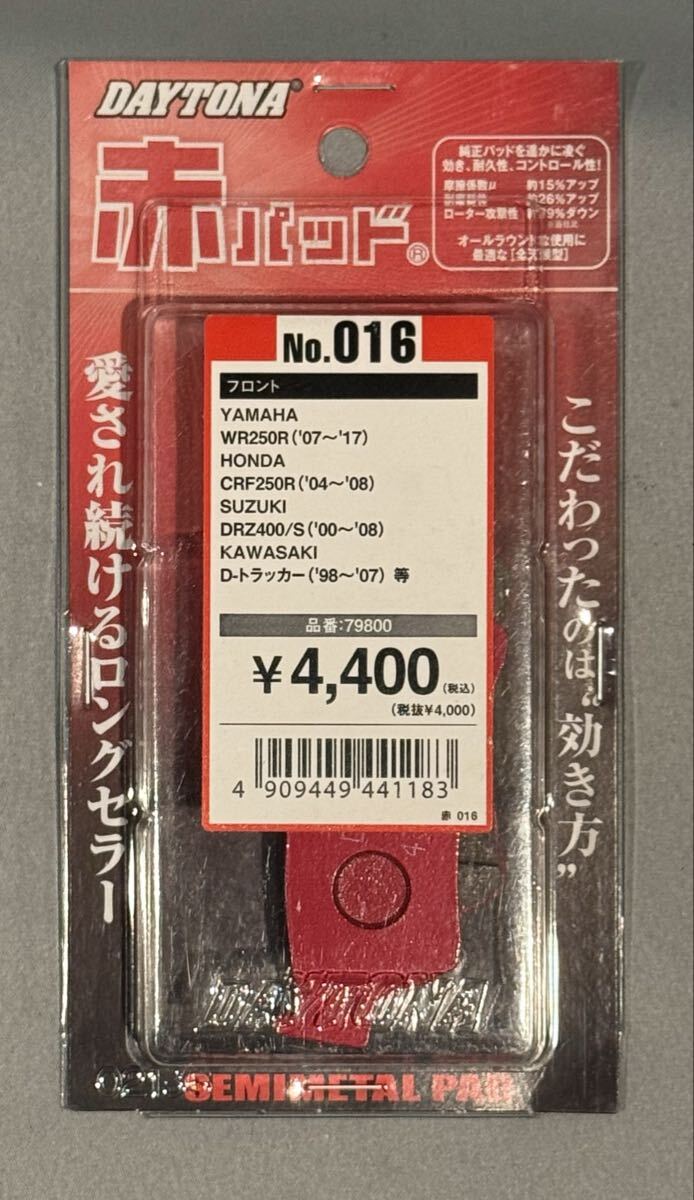 DAYTONA
赤パッド®
純正パッドを遥かに凌ぐ
効き、耐久性、コントロール性!
摩擦係数μ 約15%アップ
耐摩耗性 約26%アップ
ローター攻撃性 約79%ダウン
オールラウンドな使用に
最適な[全天候型]
愛され続けるロングセラー
こだわったのは“効き方”
No.016
フロント
YAMAHA
WR250R('07〜'17)
HONDA
CRF250R('04〜'08)
SUZUKI
DRZ400/S('00〜'08)
KAWASAKI
D-トラッカー('98〜'07) 等
品番:79800
¥4,400(税込)
(税抜¥4,000)
4 909449 441183
赤 016
4
DAYTONA
SEMIMETAL PAD